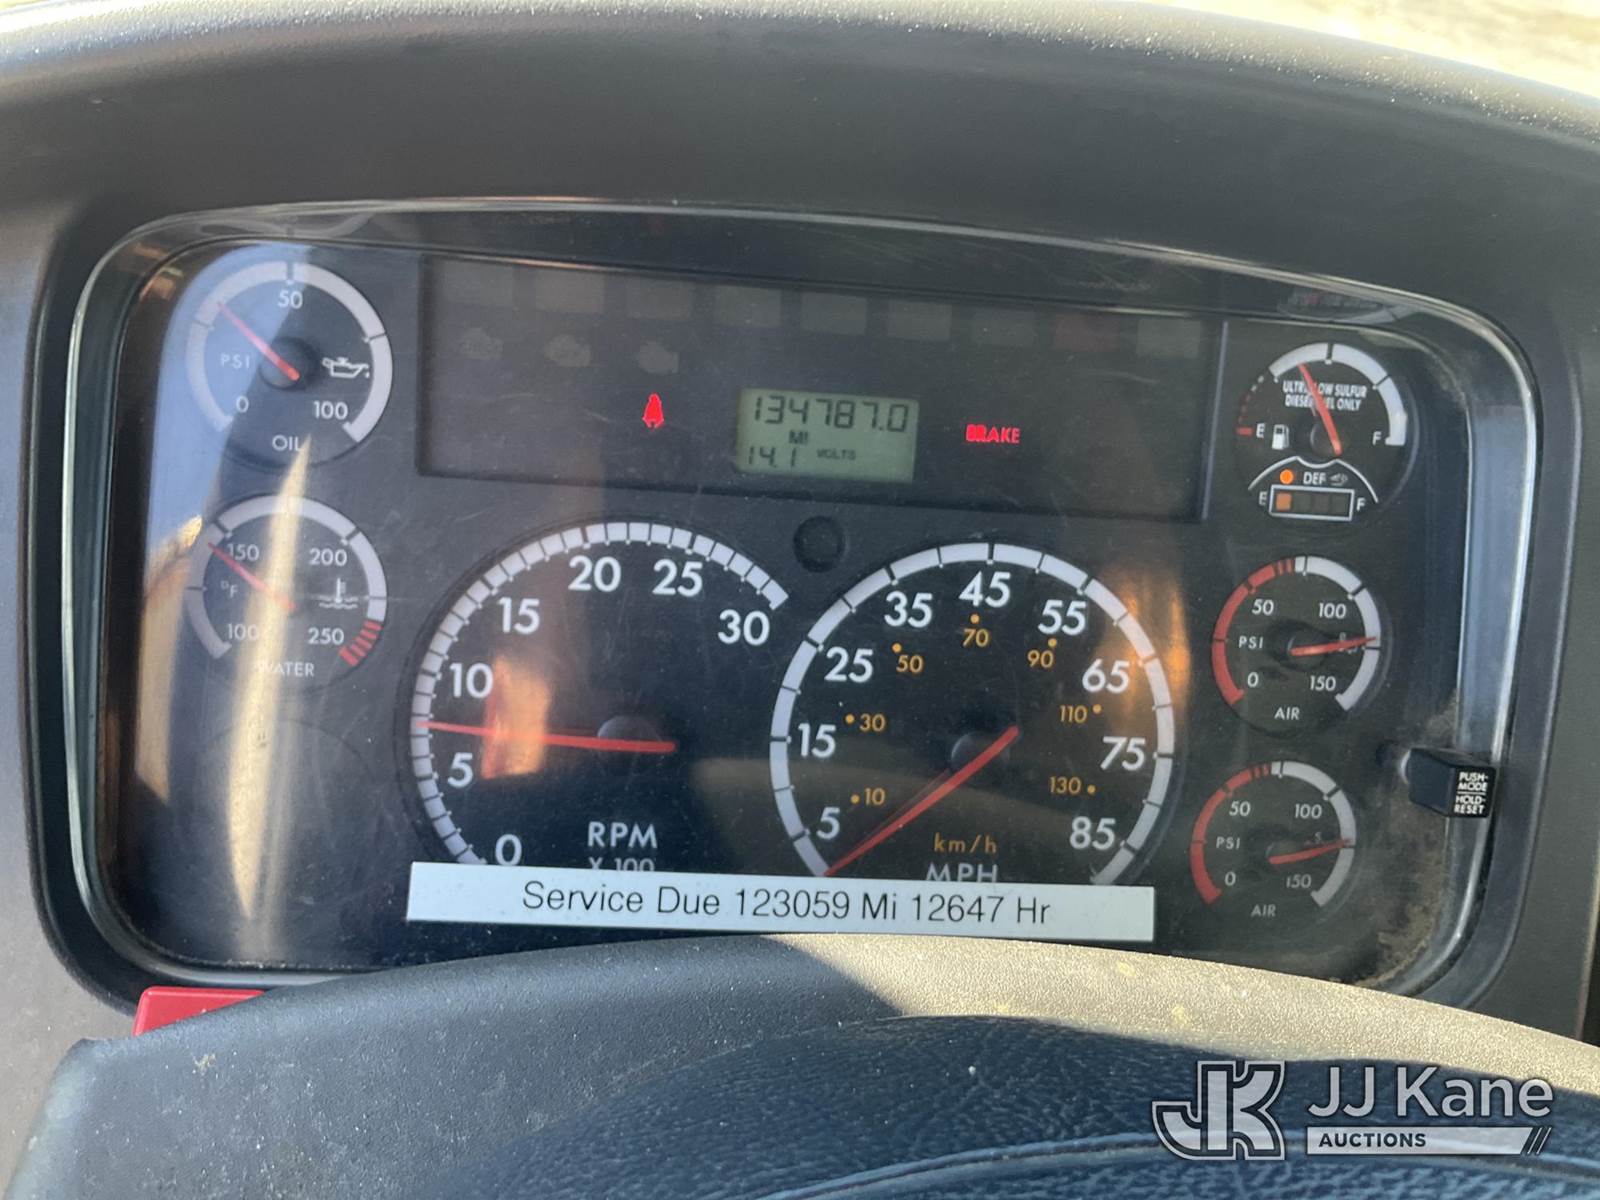 50
PSI
0
100
OIL
150
200
°F
100
250
WATER
134787.0
MI
14.1 VOLTS
BRAKE
ULTRA LOW SULFUR
DIESEL FUEL ONLY
E
F
DEF
E
F
0
5
10
15
20
25
30
RPM
X 100
5
15
25
35
45
55
65
75
85
10
30
50
70
90
110
130
km/h
MPH
50
100
PSI
0
150
AIR
50
100
PSI
0
150
AIR
PUSH-
MODE
HOLD-
RESET
Service Due 123059 Mi 12647 Hr
JK JJ Kane
AUCTIONS